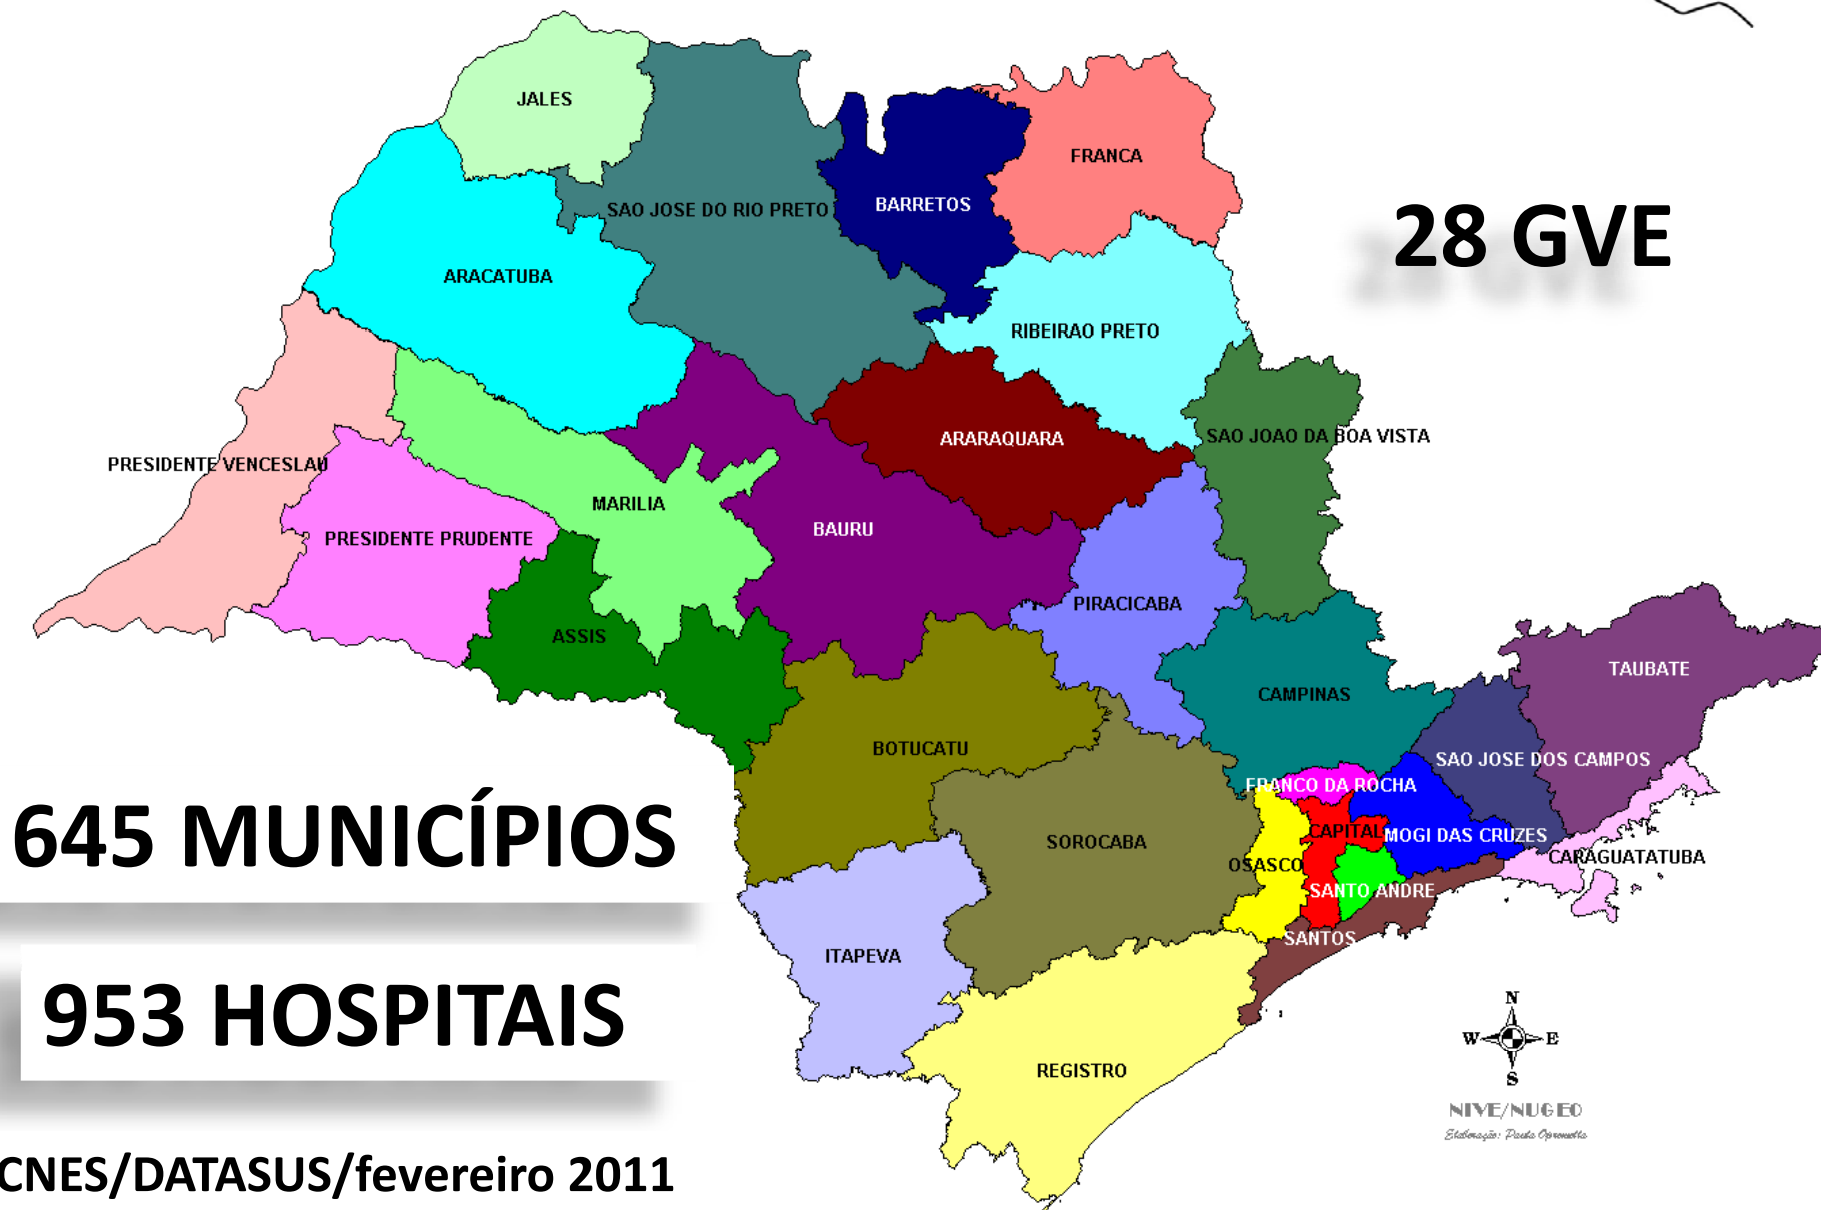 JALES
FRANCA
SAO JOSE DO RIO PRETO
BARRETOS
28 GVE
ARACATUBA
RIBEIRAO PRETO
ARARAQUARA
SAO JOAO DA BOA VISTA
PRESIDENTE VENCESLAU
MARILIA
BAURU
PRESIDENTE PRUDENTE
PIRACICABA
ASSIS
TAUBATE
CAMPINAS
BOTUCATU
SAO JOSE DOS CAMPOS
FRANCO DA ROCHA
645 MUNICÍPIOS
CAPITAL
MOGI DAS CRUZES
SOROCABA
CARAGUATATUBA
OSASCO
SANTO ANDRE
SANTOS
ITAPEVA
953 HOSPITAIS
N
W E
S
REGISTRO
NIVE/NUGEO
Elaboração: Paula Opromolla
CNES/DATASUS/fevereiro 2011